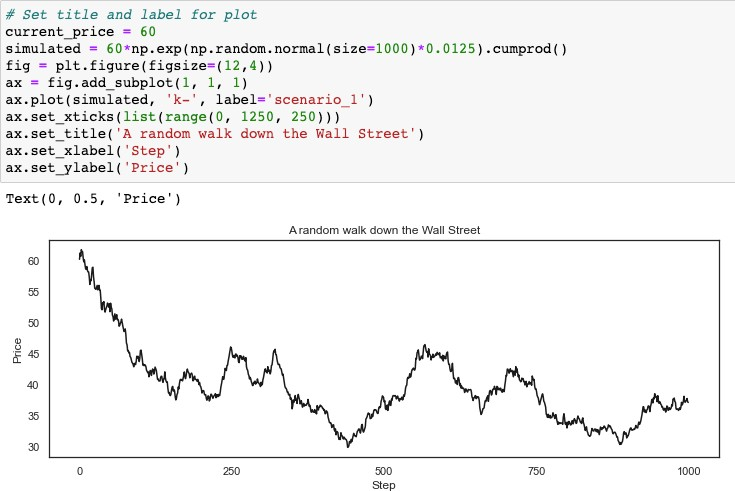 # Set title and label for plot
current_price = 60
simulated = 60*np.exp(np.random.normal(size=1000)*0.0125).cumprod()
fig = plt.figure(figsize=(12,4))
ax = fig.add_subplot(1, 1, 1)
ax.plot(simulated, 'k-', label='scenario_1')
ax.set_xticks(list(range(0, 1250, 250)))
ax.set_title('A random walk down the Wall Street')
ax.set_xlabel('Step')
ax.set_ylabel('Price')
Text(0, 0.5, 'Price')
A random walk down the Wall Street
60
55
50
45
40
35
30
Price
0 250 500 750 1000
Step